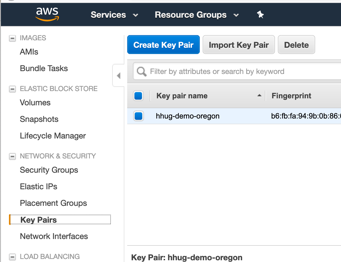 aws
Services
Resource Groups
IMAGES
AMIs
Bundle Tasks
ELASTIC BLOCK STORE
Volumes
Snapshots
Lifecycle Manager
NETWORK & SECURITY
Security Groups
Elastic IPs
Placement Groups
Key Pairs
Network Interfaces
LOAD BALANCING
Create Key Pair Import Key Pair Delete
Filter by attributes or search by keyword
Key pair name Fingerprint
hhug-demo-oregon b6:fb:fa:94:9b:0b:86:
Key Pair: hhug-demo-oregon